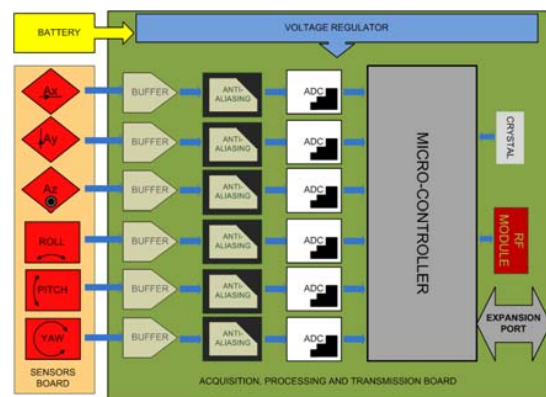 BATTERY
VOLTAGE REGULATOR
Ax
BUFFER
ANTI-
ALIASING
ADC
Ay
BUFFER
ANTI-
ALIASING
ADC
Az
BUFFER
ANTI-
ALIASING
ADC
ROLL
BUFFER
ANTI-
ALIASING
ADC
PITCH
BUFFER
ANTI-
ALIASING
ADC
YAW
BUFFER
ANTI-
ALIASING
ADC
MICRO-CONTROLLER
CRYSTAL
RF
MODULE
EXPANSION
PORT
SENSORS
BOARD
ACQUISITION, PROCESSING AND TRANSMISSION BOARD